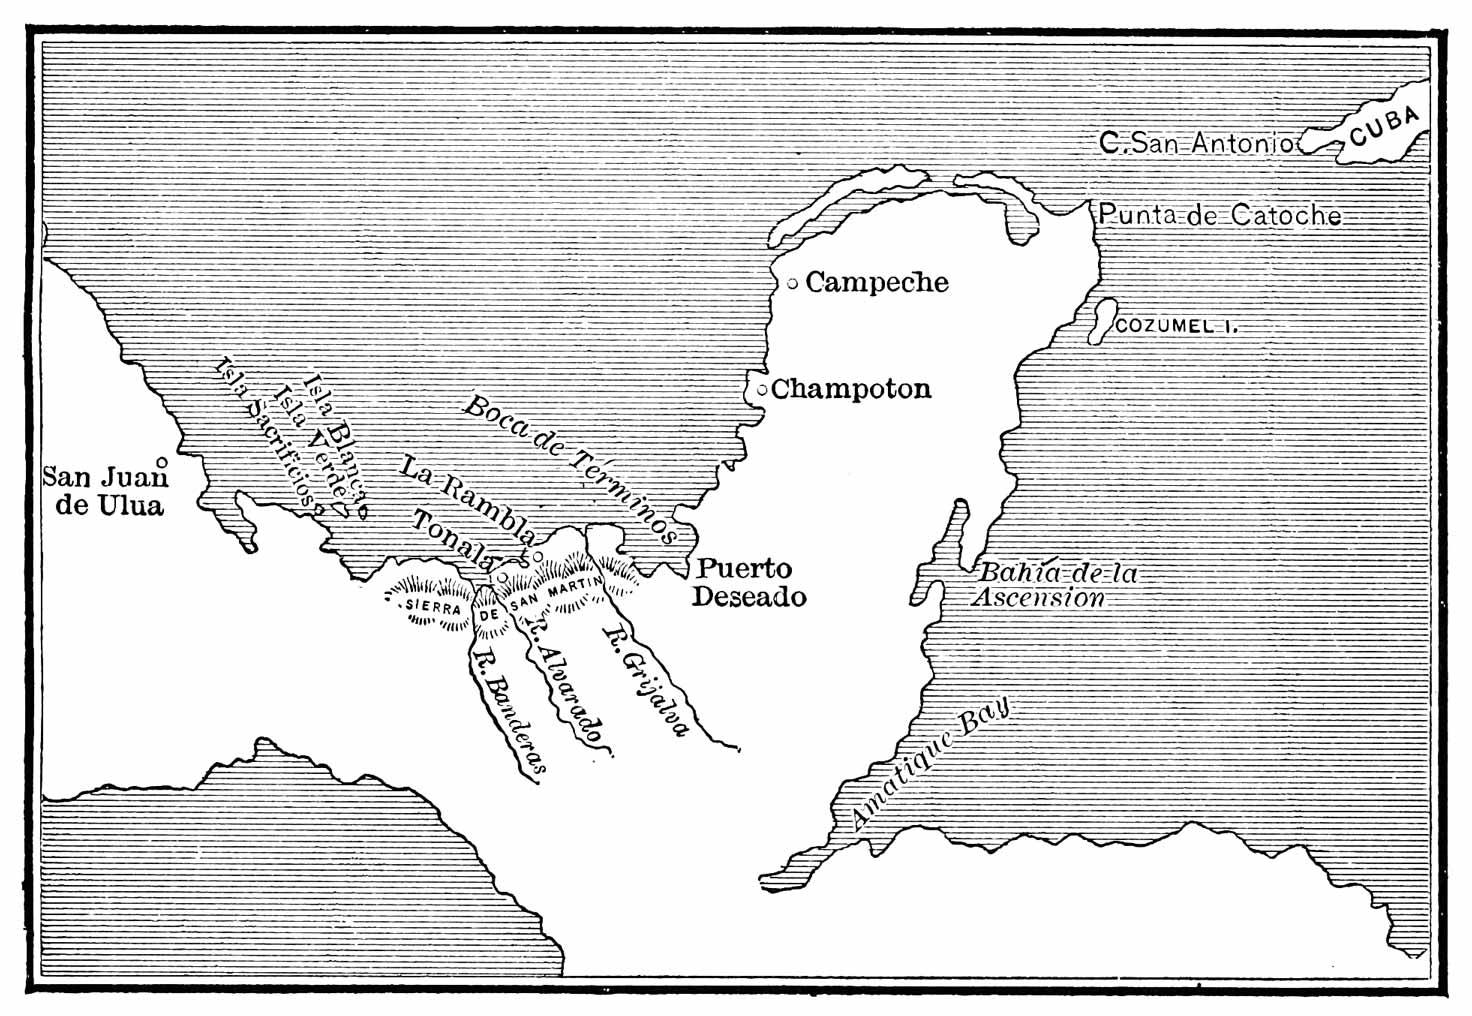 CUBA
C. San Antonio
Punta de Catoche
Campeche
COZUMEL I.
Champoton
Isla Blanca
Isla Verde
Isla Sacrificios
Boca de Términos
La Rambla
Tonala
San Juan
de Ulua
Puerto
Deseado
SIERRA DE SAN MARTIN
Bahía de la
Ascension
R. Banderas
R. Alvarado
R. Grijalva
Amatique Bay